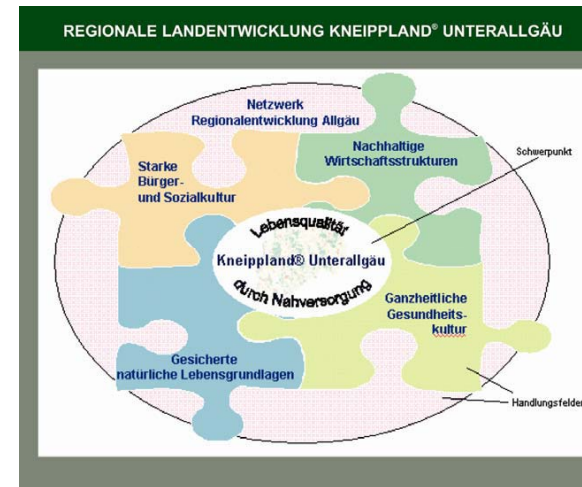 REGIONALE LANDENTWICKLUNG KNEIPPLAND® UNTERALLGÄU
Netzwerk
Regionalentwicklung Allgäu
Nachhaltige
Wirtschaftsstrukturen
Schwerpunkt
Starke
Bürger-
und Sozialkultur
Lebensqualität
Kneippland® Unterallgäu
durch Nahversorgung
Ganzheitliche
Gesundheits-
kultur
Gesicherte
natürliche Lebensgrundlagen
Handlungsfelder